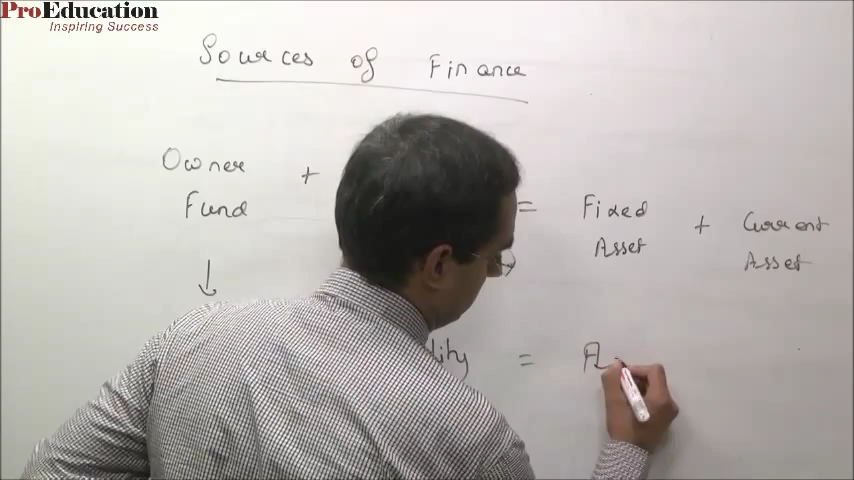 ProEducation
Inspiring Success
Sources of Finance
Owner + = Fixed + Current
Fund Asset Asset
=